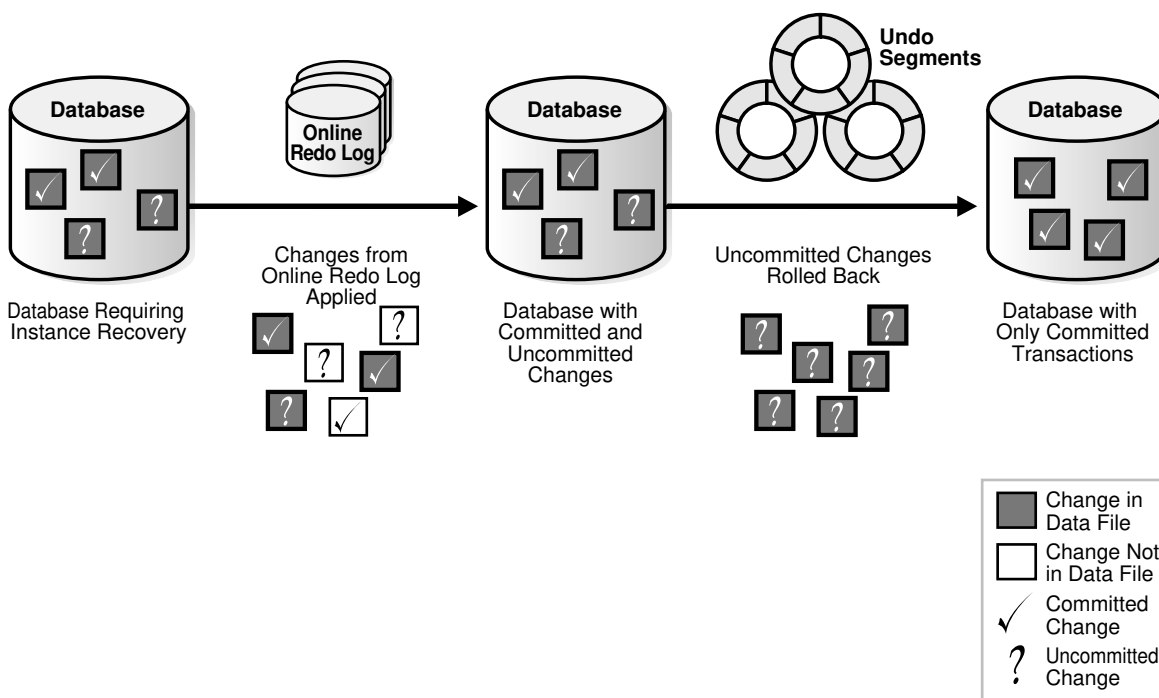 Database
Online
Redo Log
Database
Undo
Segments
Database
Changes from
Online Redo Log
Applied
Uncommitted Changes
Rolled Back
Database Requiring
Instance Recovery
Database with
Committed and
Uncommitted
Changes
Database with
Only Committed
Transactions
?
?
?
?
?
?
?
?
?
?
?
?
?
Change in
Data File
Change Not
in Data File
Committed
Change
?
Uncommitted
Change